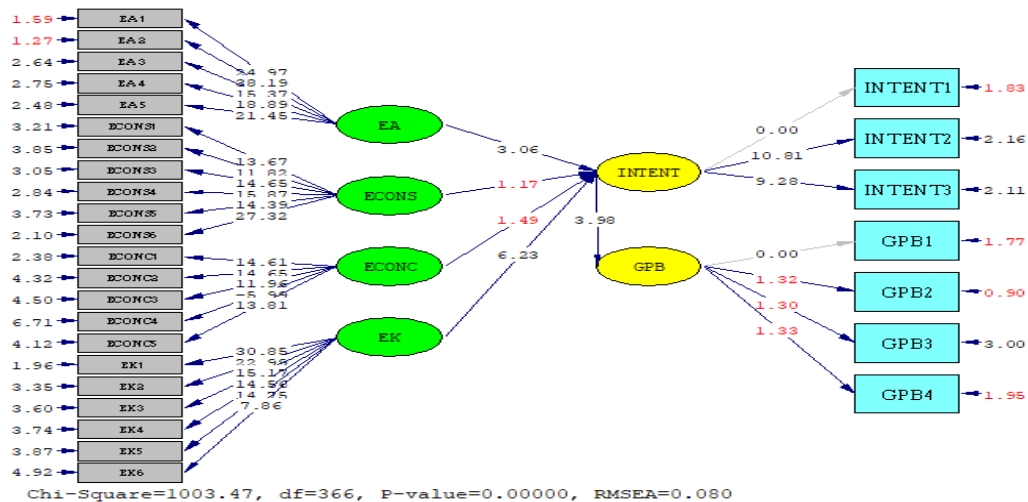 1.59 EA1
1.27 EA2
2.64 EA3
2.75 EA4
2.48 EA5
3.21 ECONS1
3.85 ECONS2
3.05 ECONS3
2.84 ECONS4
3.73 ECONS5
2.10 ECONS6
2.38 ECONC1
4.32 ECONC2
4.50 ECONC3
6.71 ECONC4
4.12 ECONC5
1.96 EK1
3.35 EK2
3.60 EK3
3.74 EK4
3.87 EK5
4.92 EK6
24.97
28.19
15.37
18.89
21.45
13.67
11.82
14.65
15.87
14.39
27.32
14.61
14.65
11.96
13.81
30.85
22.99
15.17
14.75
7.86
EA
ECONS
ECONC
EK
3.06
1.17
1.49
6.23
INTENT
3.98
GPB
0.00
10.81
9.28
0.00
1.32
1.30
1.33
INTENT1 1.83
INTENT2 2.16
INTENT3 2.11
GPB1 1.77
GPB2 0.90
GPB3 3.00
GPB4 1.95
Chi-Square=1003.47, df=366, P-value=0.00000, RMSEA=0.080